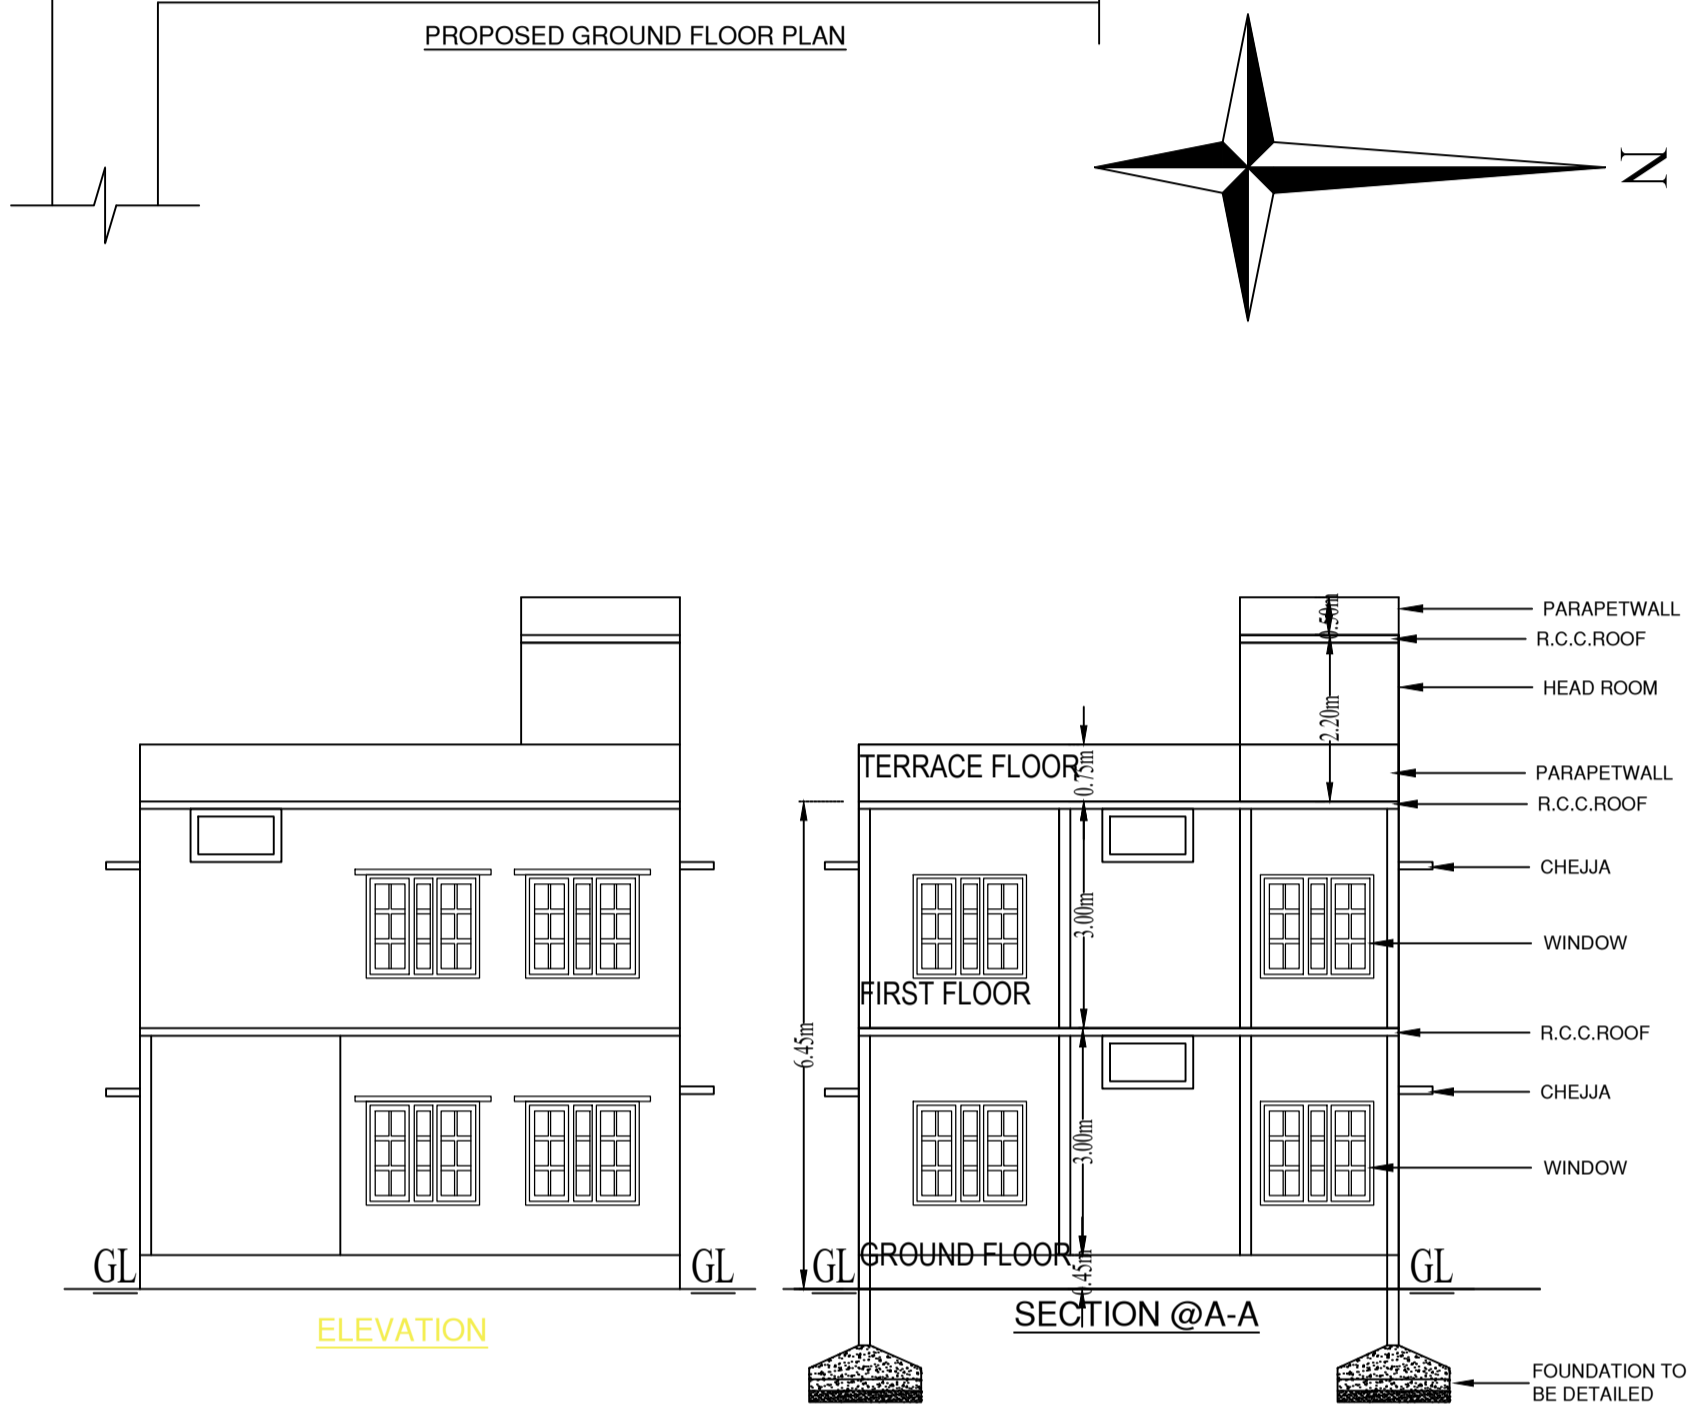 PROPOSED GROUND FLOOR PLAN
N
0.50m
PARAPETWALL
R.C.C.ROOF
HEAD ROOM
2.20m
TERRACE FLOOR
0.75m
PARAPETWALL
R.C.C.ROOF
CHEJJA
3.00m
WINDOW
FIRST FLOOR
6.45m
R.C.C.ROOF
CHEJJA
3.00m
WINDOW
GL
GL
GL
GROUND FLOOR
0.45m
GL
ELEVATION
SECTION @A-A
FOUNDATION TO
BE DETAILED